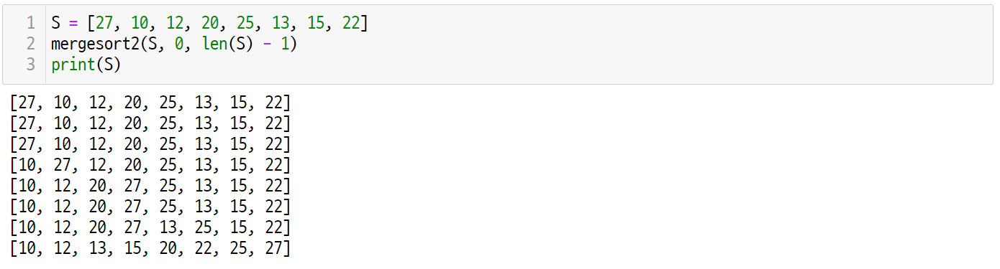 1 S = [27, 10, 12, 20, 25, 13, 15, 22]
2 mergesort2(S, 0, len(S) - 1)
3 print(S)
[27, 10, 12, 20, 25, 13, 15, 22]
[27, 10, 12, 20, 25, 13, 15, 22]
[27, 10, 12, 20, 25, 13, 15, 22]
[10, 27, 12, 20, 25, 13, 15, 22]
[10, 12, 20, 27, 25, 13, 15, 22]
[10, 12, 20, 27, 25, 13, 15, 22]
[10, 12, 20, 27, 13, 25, 15, 22]
[10, 12, 13, 15, 20, 22, 25, 27]